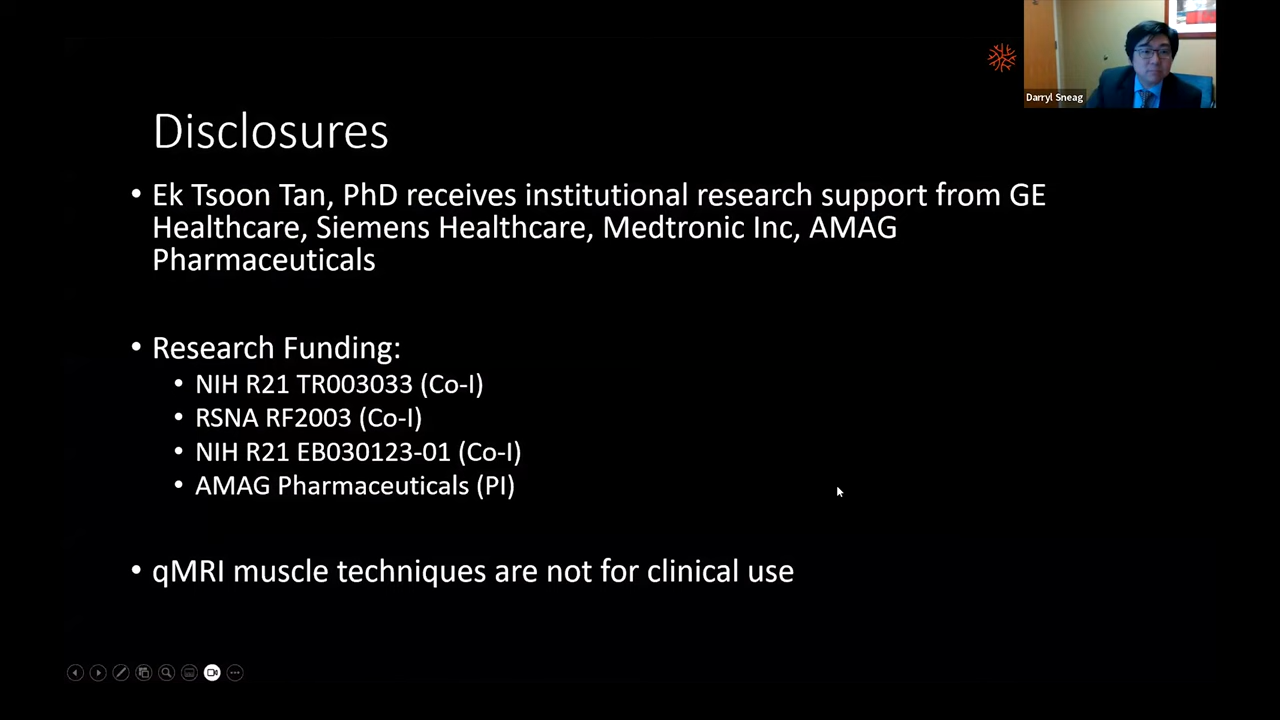 Darryl Sneag
Disclosures
• Ek Tsoon Tan, PhD receives institutional research support from GE
Healthcare, Siemens Healthcare, Medtronic Inc, AMAG
Pharmaceuticals
• Research Funding:
• NIH R21 TR003033 (Co-I)
• RSNA RF2003 (Co-I)
• NIH R21 EB030123-01 (Co-I)
• AMAG Pharmaceuticals (PI)
• qMRI muscle techniques are not for clinical use